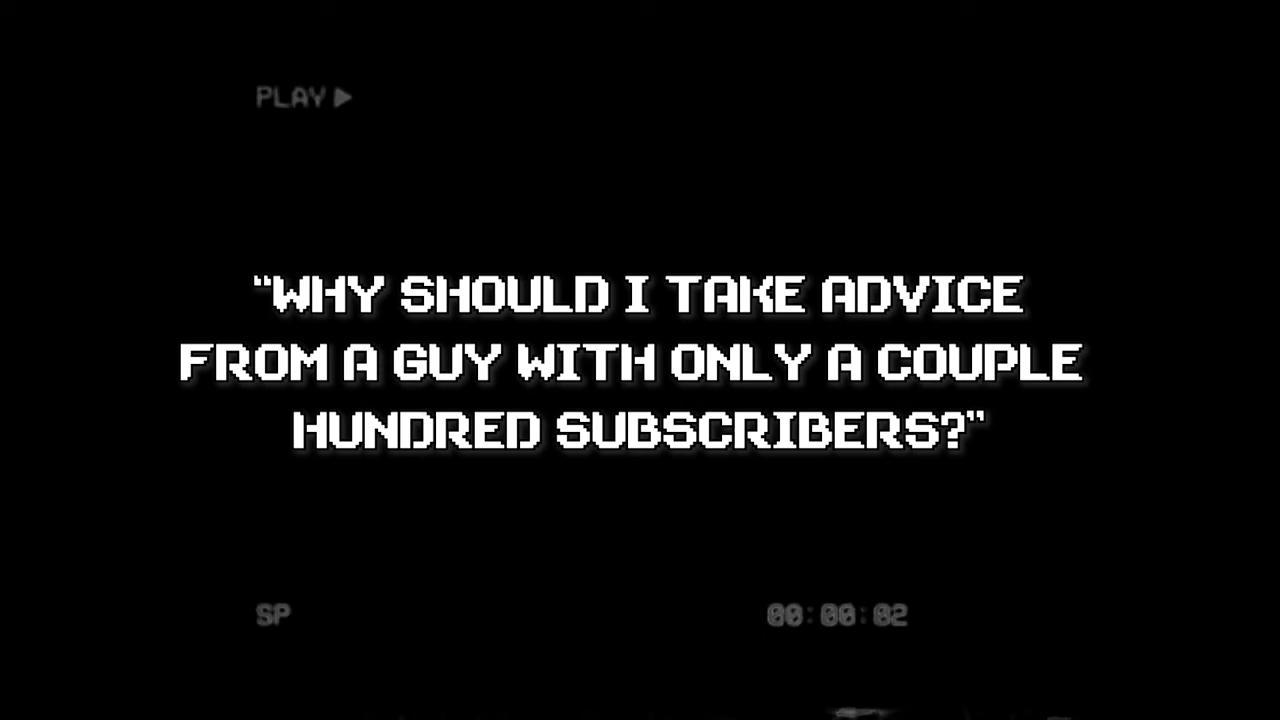 PLAY ▶
“WHY SHOULD I TAKE ADVICE
FROM A GUY WITH ONLY A COUPLE
HUNDRED SUBSCRIBERS?”
SP
00:00:02